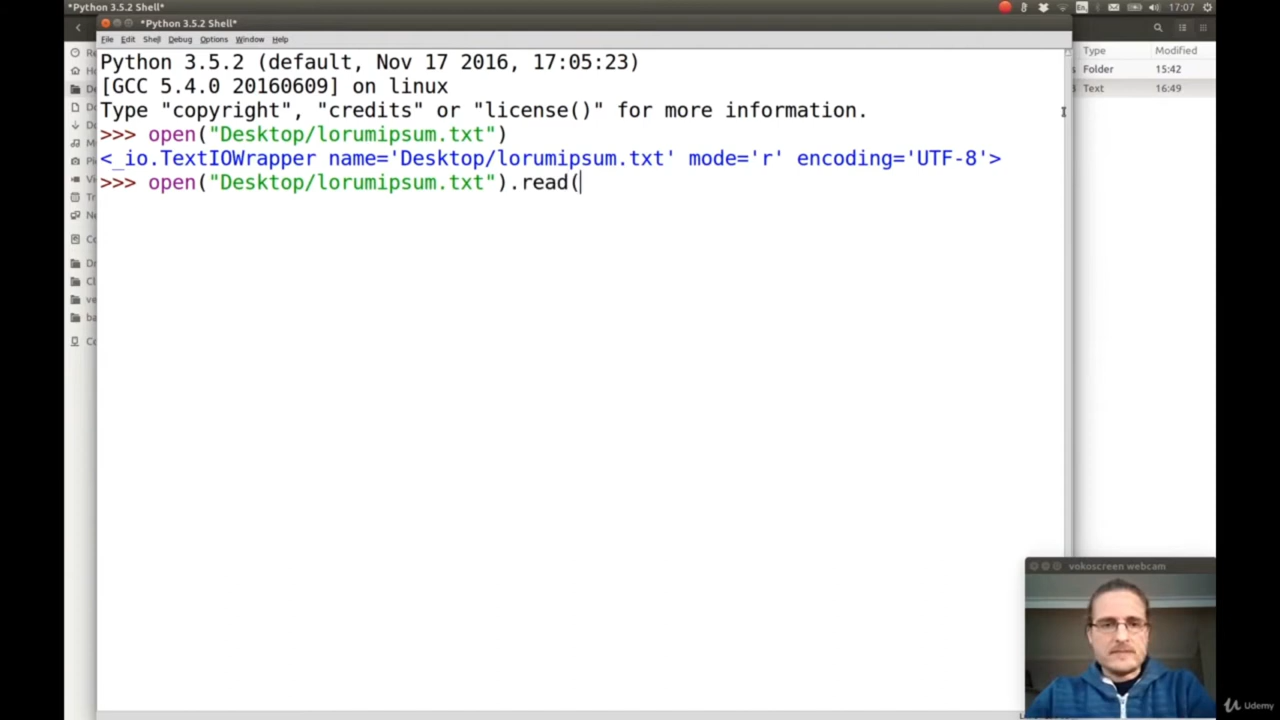 *Python 3.5.2 Shell*
En
17:07
*Python 3.5.2 Shell*
File Edit Shell Debug Options Window Help
Type Modified
Folder 15:42
Text 16:49
Python 3.5.2 (default, Nov 17 2016, 17:05:23)
[GCC 5.4.0 20160609] on linux
Type "copyright", "credits" or "license()" for more information.
>>> open("Desktop/lorumipsum.txt")
<_io.TextIOWrapper name='Desktop/lorumipsum.txt' mode='r' encoding='UTF-8'>
>>> open("Desktop/lorumipsum.txt").read(
vokoscreen webcam
Udemy